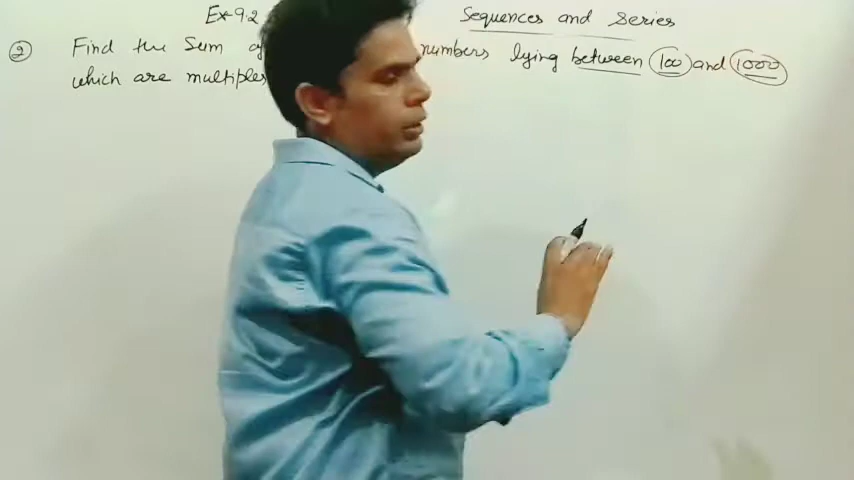 Ex-9.2 Sequences and Series
② Find the Sum of numbers lying between 100 and 1000
which are multiples